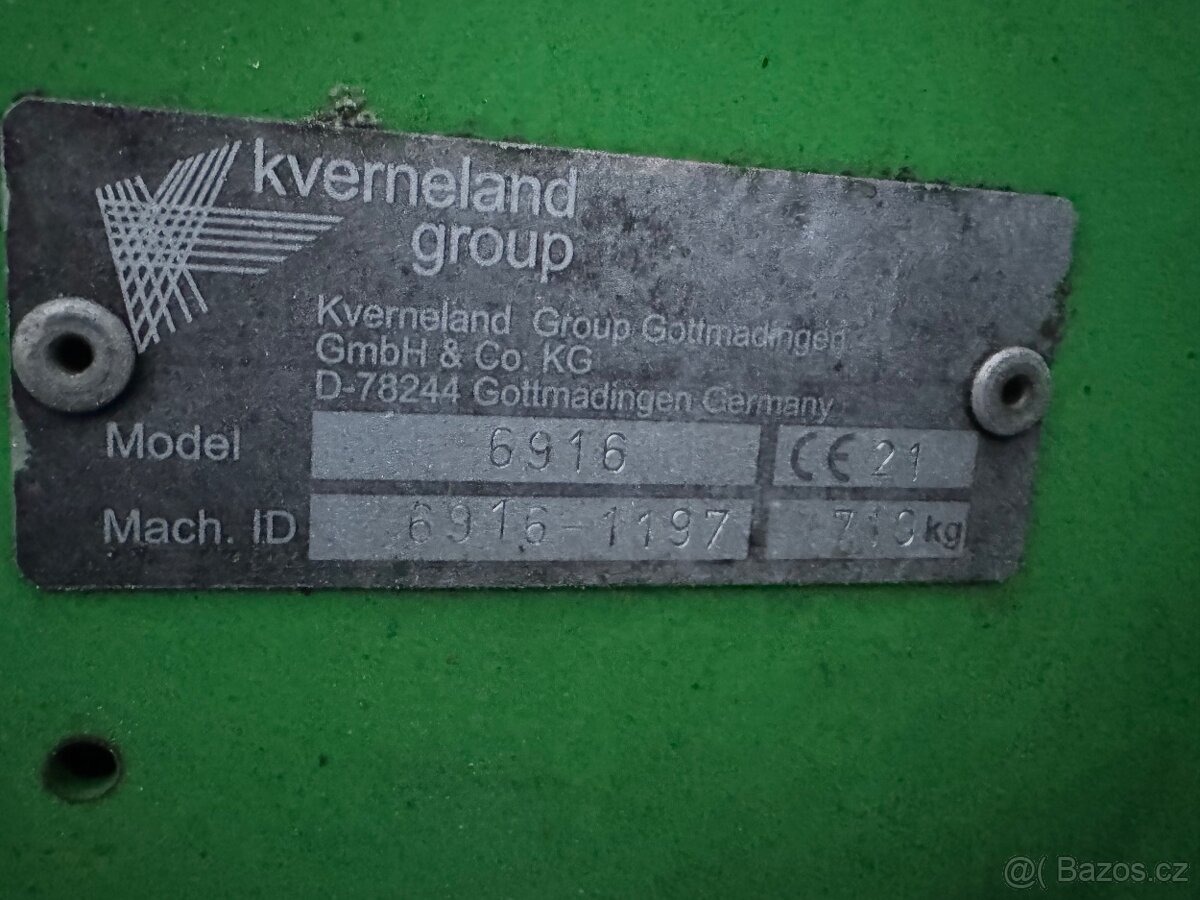 kverneland
group
Kverneland Group Gottmadingen
GmbH & Co. KG
D-78244 Gottmadingen Germany
Model 6916 CE 21
Mach. ID 6916-1197 710 kg
@( Bazos.cz